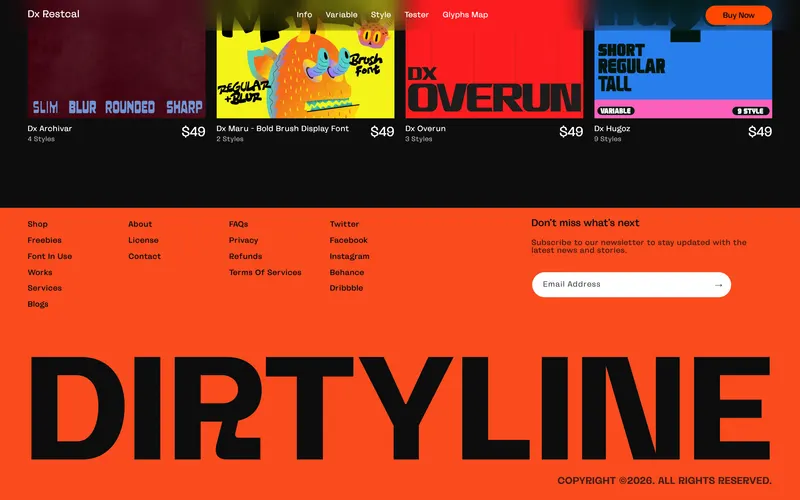 Dx Restcal
Info Variable Style Tester Glyphs Map
Buy Now
SLIM BLUR ROUNDED SHARP
REGULAR
+BLUR
Brush
Font
DX
OVERUN
SHORT
REGULAR
TALL
VARIABLE
9 STYLE
Dx Archivar $49
4 Styles
Dx Maru - Bold Brush Display Font $49
2 Styles
Dx Overun $49
3 Styles
Dx Hugoz $49
9 Styles
Shop
Freebies
Font In Use
Works
Services
Blogs
About
License
Contact
FAQs
Privacy
Refunds
Terms Of Services
Twitter
Facebook
Instagram
Behance
Dribbble
Don't miss what's next
Subscribe to our newsletter to stay updated with the
latest news and stories.
Email Address →
DIRTYLINE
COPYRIGHT ©2026. ALL RIGHTS RESERVED.